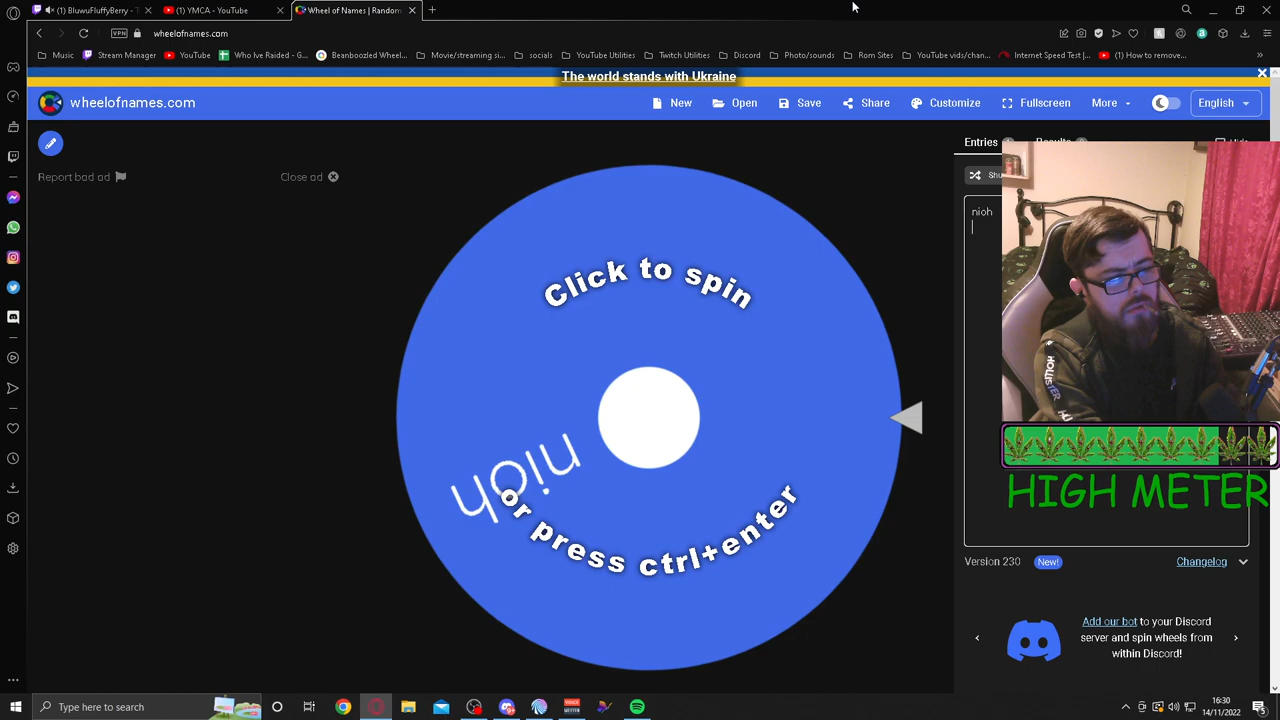 (1) BluwuFluffyBerry - T
(1) YMCA - YouTube
Wheel of Names | Random
VPN wheelofnames.com
Music Stream Manager YouTube Who Ive Raided - G... Beanboozled Wheel... Movie/streaming si... socials YouTube Utilities Twitch Utilities Discord Photo/sounds Rom Sites YouTube vids/chan... Internet Speed Test |... (1) How to remove...
The world stands with Ukraine
wheelofnames.com New Open Save Share Customize Fullscreen More English
Entries
Report bad ad Close ad
Shu
nioh
Click to spin
nioh
or press ctrl+enter
HIGH METER
Version 230 New! Changelog
Add our bot to your Discord
server and spin wheels from
within Discord!
Type here to search
16:30
14/11/2022